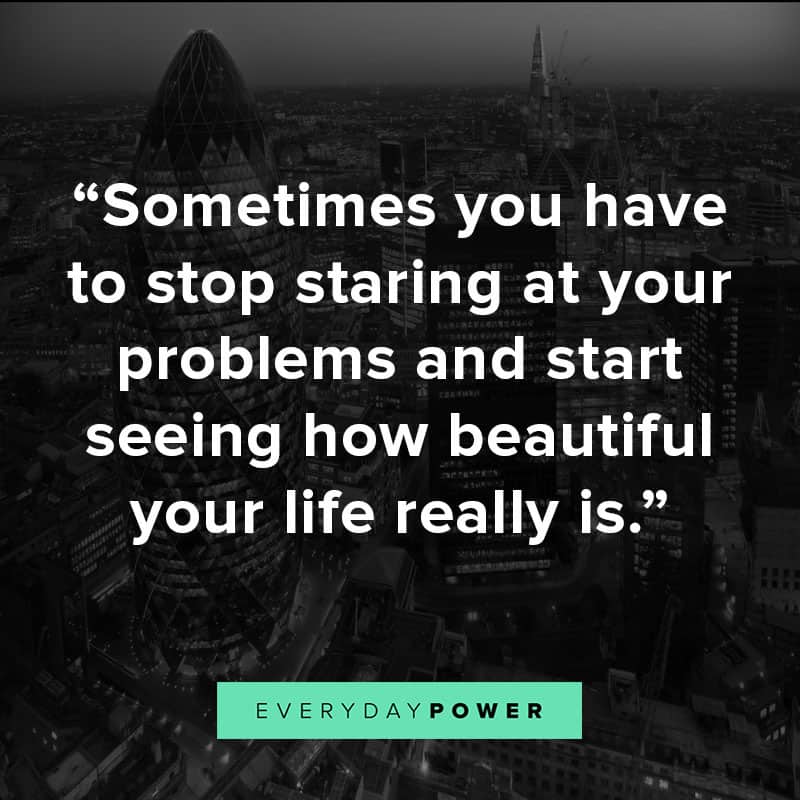 “Sometimes you have
to stop staring at your
problems and start
seeing how beautiful
your life really is.”
EVERYDAYPOWER